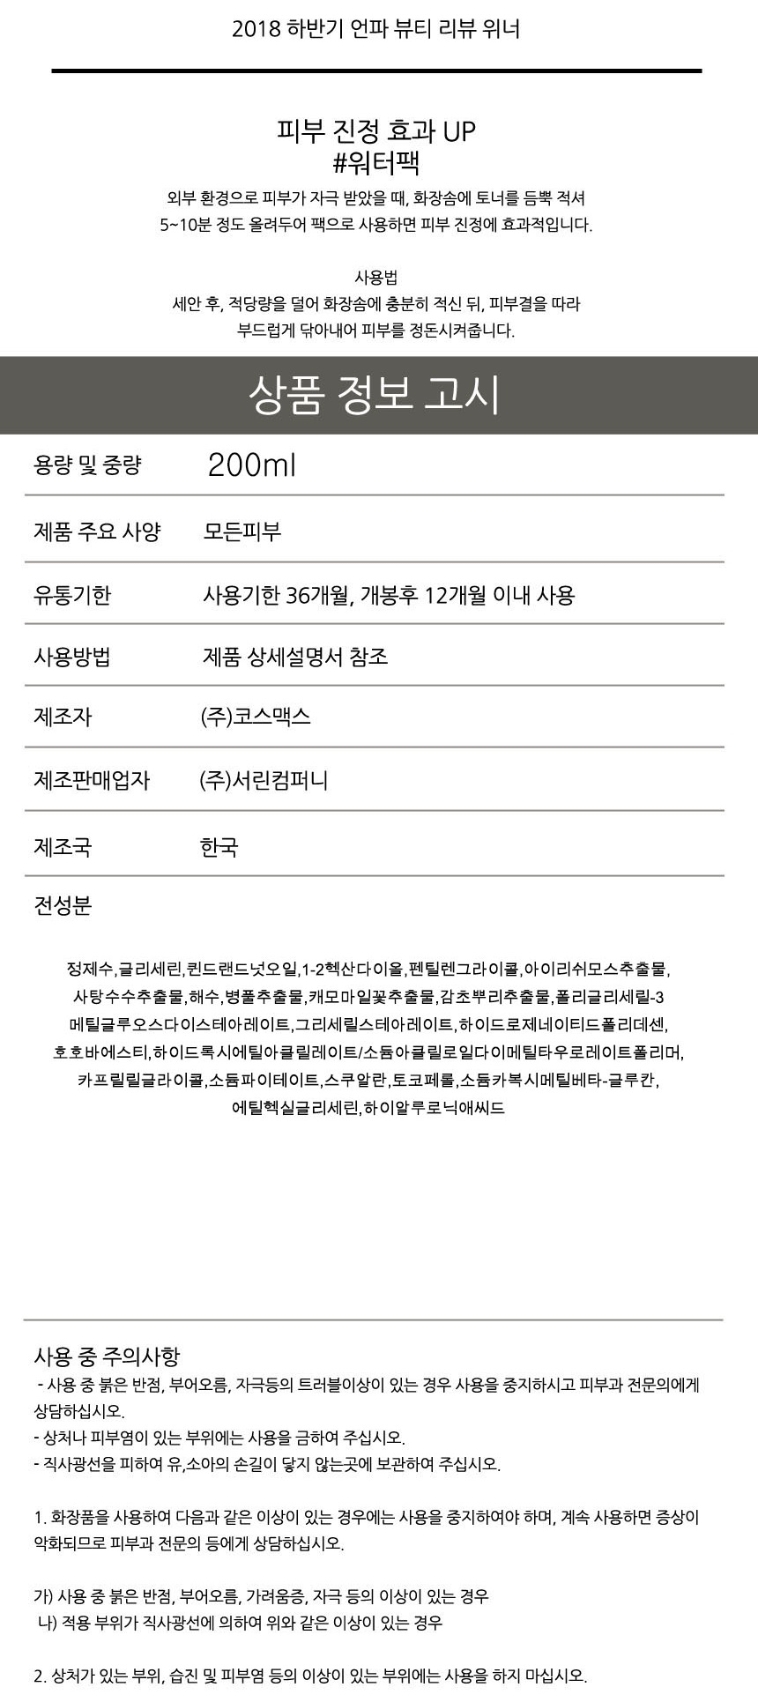 2018 하반기 언파 뷰티 리뷰 위너
피부 진정 효과 UP
#워터팩
외부 환경으로 피부가 자극 받았을 때, 화장솜에 토너를 듬뿍 적셔
5~10분 정도 올려두어 팩으로 사용하면 피부 진정에 효과적입니다.
사용법
세안 후, 적당량을 덜어 화장솜에 충분히 적신 뒤, 피부결을 따라
부드럽게 닦아내어 피부를 정돈시켜줍니다.
상품 정보 고시
용량 및 중량 200ml
제품 주요 사양 모든피부
유통기한 사용기한 36개월, 개봉후 12개월 이내 사용
사용방법 제품 상세설명서 참조
제조자 (주)코스맥스
제조판매업자 (주)서린컴퍼니
제조국 한국
전성분
정제수,글리세린,퀸드랜드넛오일,1-2헥산다이올,펜틸렌그라이콜,아이리쉬모스추출물,
사탕수수추출물,해수,병풀추출물,캐모마일꽃추출물,감초뿌리추출물,폴리글리세릴-3
메틸글루오스다이스테아레이트,그리세릴스테아레이트,하이드로제네이티드폴리데센,
호호바에스티,하이드록시에틸아클릴레이트/소듐아클릴로일다이메틸타우로레이트폴리머,
카프릴릴글라이콜,소듐파이테이트,스쿠알란,토코페롤,소듐카복시메틸베타-글루칸,
에틸헥실글리세린,하이알루로닉애씨드
사용 중 주의사항
- 사용 중 붉은 반점, 부어오름, 자극등의 트러블이상이 있는 경우 사용을 중지하시고 피부과 전문의에게
상담하십시오.
- 상처나 피부염이 있는 부위에는 사용을 금하여 주십시오.
- 직사광선을 피하여 유,소아의 손길이 닿지 않는곳에 보관하여 주십시오.
1. 화장품을 사용하여 다음과 같은 이상이 있는 경우에는 사용을 중지하여야 하며, 계속 사용하면 증상이
악화되므로 피부과 전문의 등에게 상담하십시오.
가) 사용 중 붉은 반점, 부어오름, 가려움증, 자극 등의 이상이 있는 경우
나) 적용 부위가 직사광선에 의하여 위와 같은 이상이 있는 경우
2. 상처가 있는 부위, 습진 및 피부염 등의 이상이 있는 부위에는 사용을 하지 마십시오.